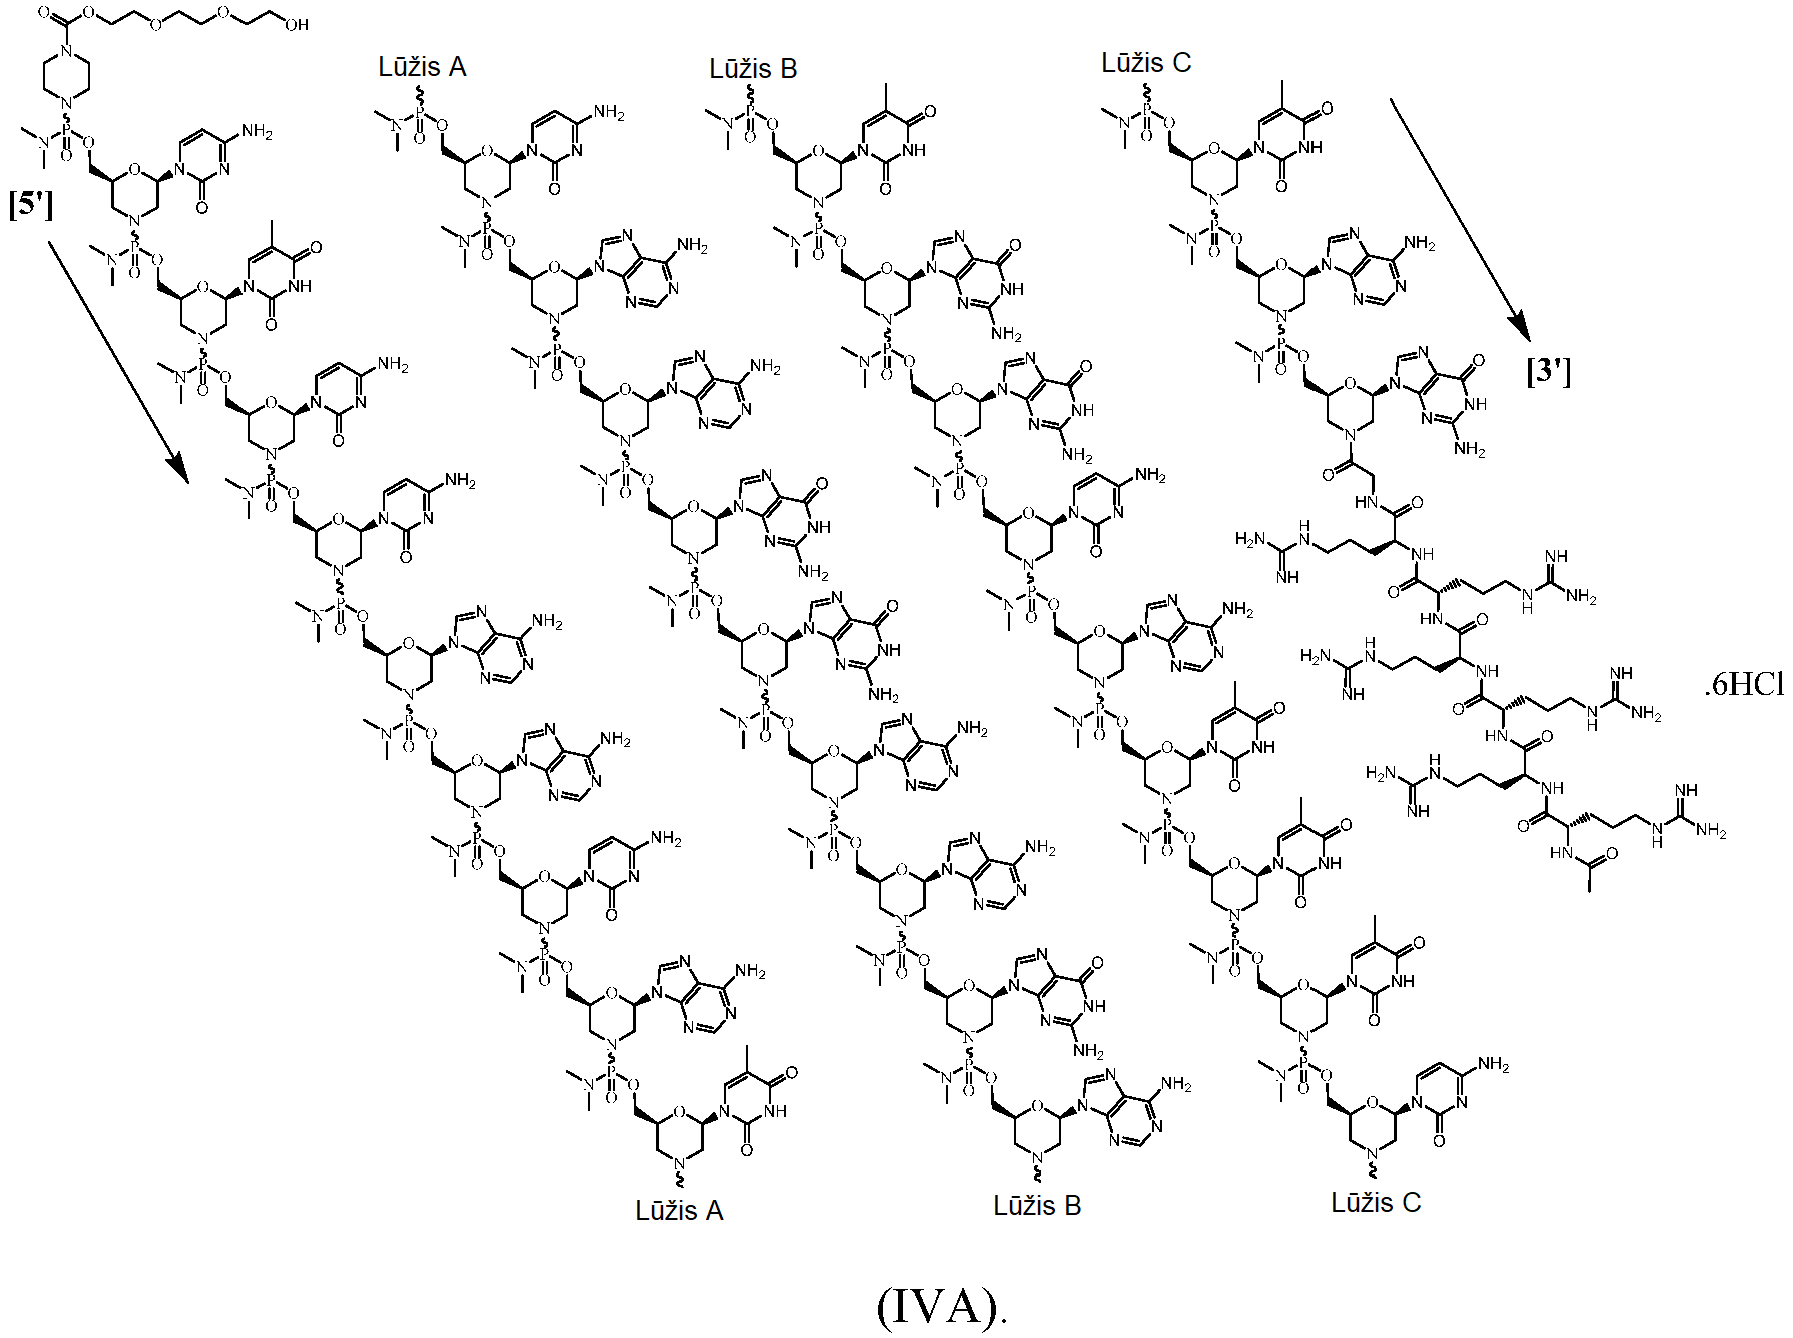 Lūžis A
Lūžis B
Lūžis C
[5']
[3']
.6HCl
Lūžis A
Lūžis B
Lūžis C
(IVA).